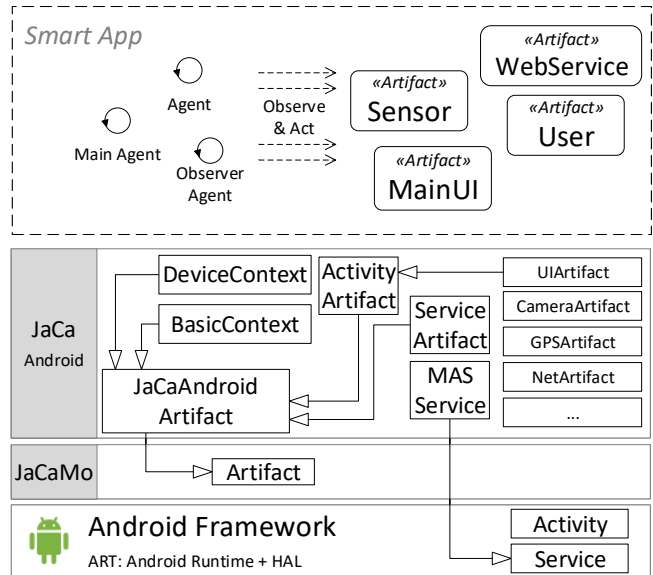 Smart App
Agent
Main Agent
Observer
Agent
Observe
& Act
«Artifact»
Sensor
«Artifact»
WebService
«Artifact»
User
«Artifact»
MainUI
JaCa
Android
DeviceContext
BasicContext
JaCaAndroid
Artifact
Activity
Artifact
Service
Artifact
MAS
Service
UIArtifact
CameraArtifact
GPSArtifact
NetArtifact
...
JaCaMo
Artifact
Android Framework
ART: Android Runtime + HAL
Activity
Service